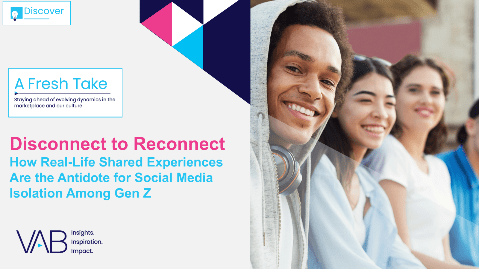 Discover
A Fresh Take
Staying ahead of evolving dynamics in the
marketplace and our culture
Disconnect to Reconnect
How Real-Life Shared Experiences
Are the Antidote for Social Media
Isolation Among Gen Z
VAB
Insights.
Inspiration.
Impact.